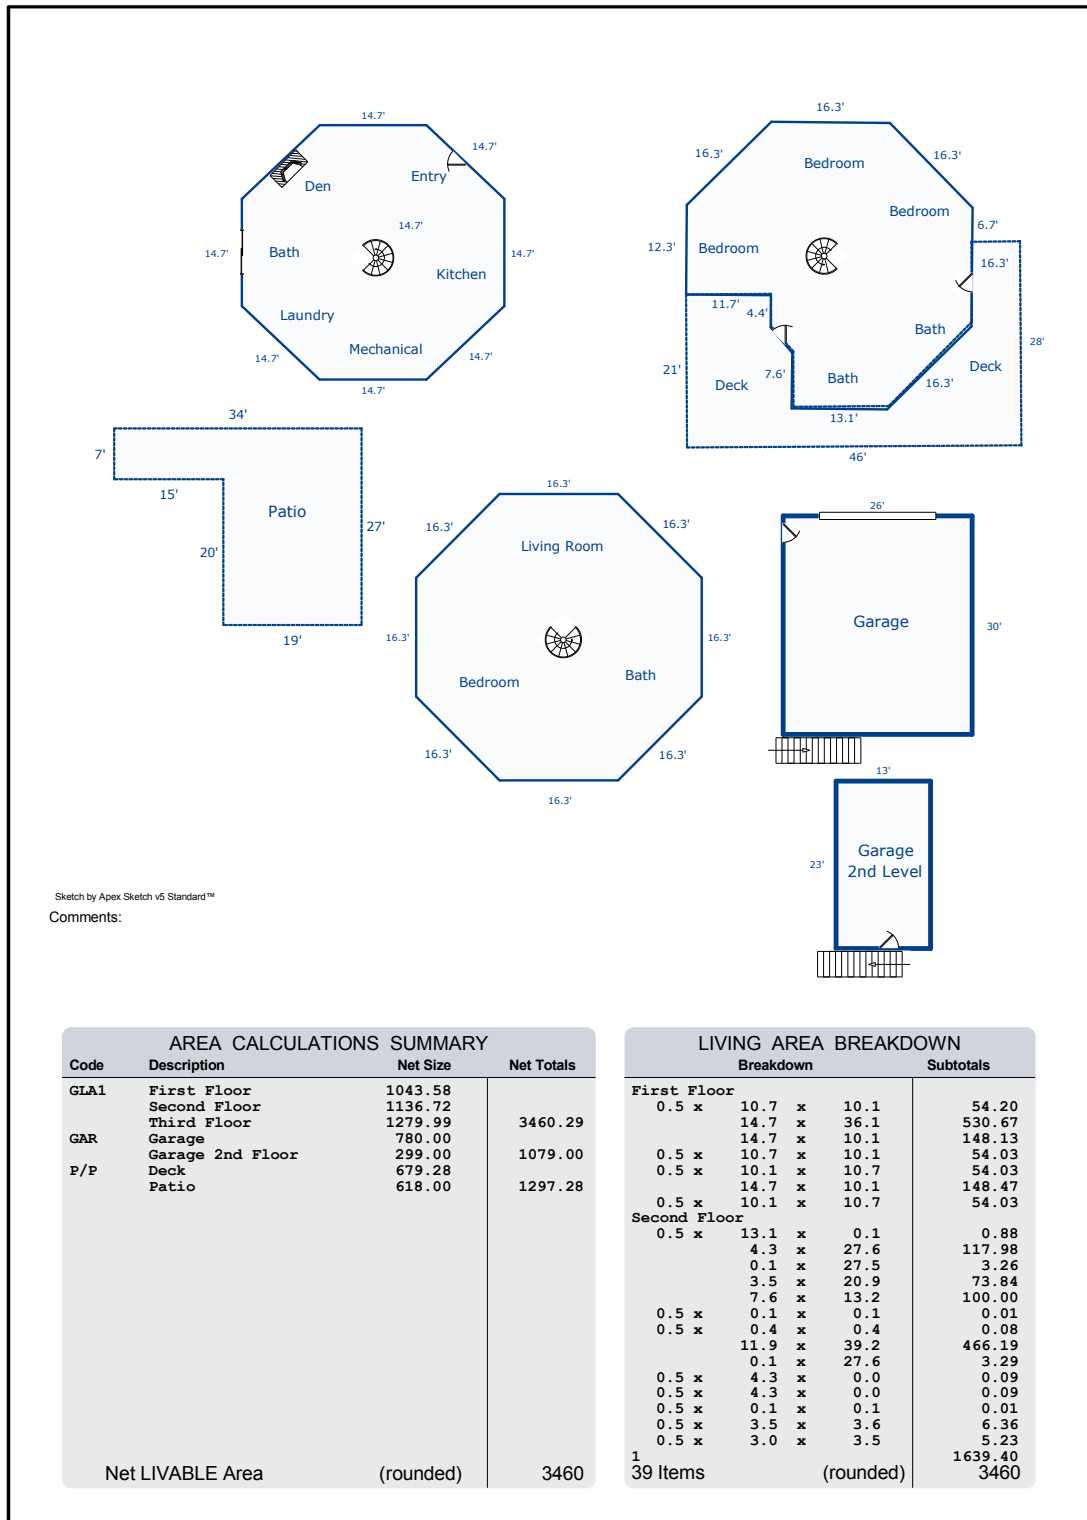 14.7'
14.7'
Den
Entry
14.7'
14.7'
Bath
14.7'
Kitchen
Laundry
Mechanical
14.7'
14.7'
14.7'
16.3'
16.3'
16.3'
Bedroom
Bedroom
6.7'
12.3'
Bedroom
16.3'
11.7'
4.4'
Bath
28'
21'
7.6'
Deck
Bath
16.3'
Deck
13.1'
46'
34'
7'
15'
Patio
27'
20'
19'
16.3'
16.3'
16.3'
Living Room
16.3'
16.3'
Bedroom
Bath
16.3'
16.3'
16.3'
26'
Garage
30'
13'
23'
Garage
2nd Level
Sketch by Apex Sketch v5 Standard™
Comments:
AREA CALCULATIONS SUMMARY
Code Description Net Size Net Totals
GLA1 First Floor 1043.58
Second Floor 1136.72
Third Floor 1279.99 3460.29
GAR Garage 780.00
Garage 2nd Floor 299.00 1079.00
P/P Deck 679.28
Patio 618.00 1297.28
Net LIVABLE Area (rounded) 3460
LIVING AREA BREAKDOWN
Breakdown Subtotals
First Floor
0.5 x 10.7 x 10.1 54.20
14.7 x 36.1 530.67
14.7 x 10.1 148.13
0.5 x 10.7 x 10.1 54.03
0.5 x 10.1 x 10.7 54.03
14.7 x 10.1 148.47
0.5 x 10.1 x 10.7 54.03
Second Floor
0.5 x 13.1 x 0.1 0.88
4.3 x 27.6 117.98
0.1 x 27.5 3.26
3.5 x 20.9 73.84
7.6 x 13.2 100.00
0.5 x 0.1 x 0.1 0.01
0.5 x 0.4 x 0.4 0.08
11.9 x 39.2 466.19
0.1 x 27.6 3.29
0.5 x 4.3 x 0.0 0.09
0.5 x 4.3 x 0.0 0.09
0.5 x 0.1 x 0.1 0.01
0.5 x 3.5 x 3.6 6.36
0.5 x 3.0 x 3.5 5.23
1 1639.40
39 Items (rounded) 3460